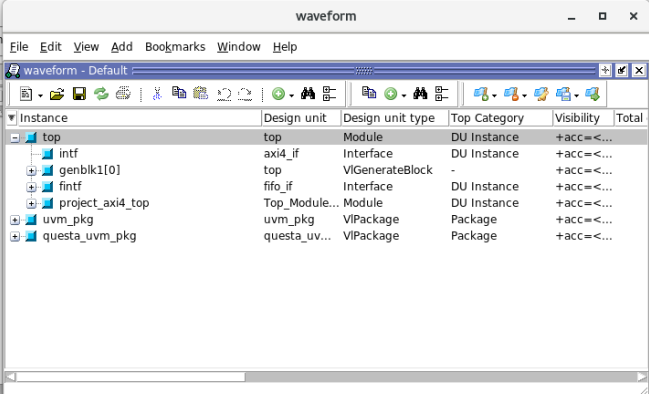 waveform
File Edit View Add Bookmarks Window Help
waveform - Default
Instance Design unit Design unit type Top Category Visibility Total
top top Module DU Instance +acc=<...
intf axi4_if Interface DU Instance +acc=<...
genblk1[0] top VlGenerateBlock - +acc=<...
fintf fifo_if Interface DU Instance +acc=<...
project_axi4_top Top_Module... Module DU Instance +acc=<...
uvm_pkg uvm_pkg VlPackage Package +acc=<...
questa_uvm_pkg questa_uv... VlPackage Package +acc=<...